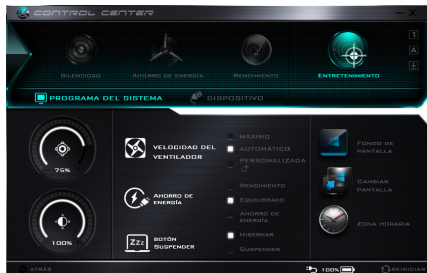 CONTROL CENTER
1
A
SILENCIOSO
AHORRO DE ENERGÍA
RENDIMIENTO
ENTRETENIMIENTO
PROGRAMA DEL SISTEMA
DISPOSITIVO
75%
100%
VELOCIDAD DEL
VENTILADOR
MÁXIMO
AUTOMÁTICO
PERSONALIZADA
AHORRO DE
ENERGÍA
RENDIMIENTO
EQUILIBRADO
AHORRO DE
ENERGÍA
ZZZ
BOTÓN
SUSPENDER
HIBERNAR
SUSPENDER
FONDO DE
PANTALLA
CAMBIAR
PANTALLA
ZONA HORARIA
ATRÁS
100%
REINICIAR